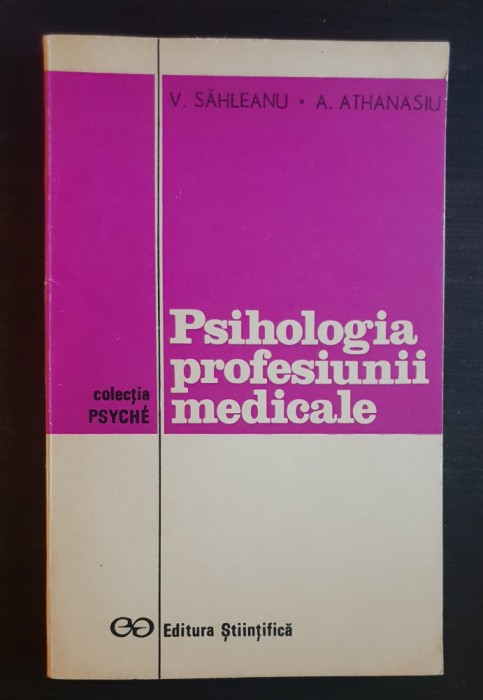 V. SĂHLEANU • A. ATHANASIU
Psihologia
profesiunii
medicale
colecția
PSYCHÉ
Editura Științifică